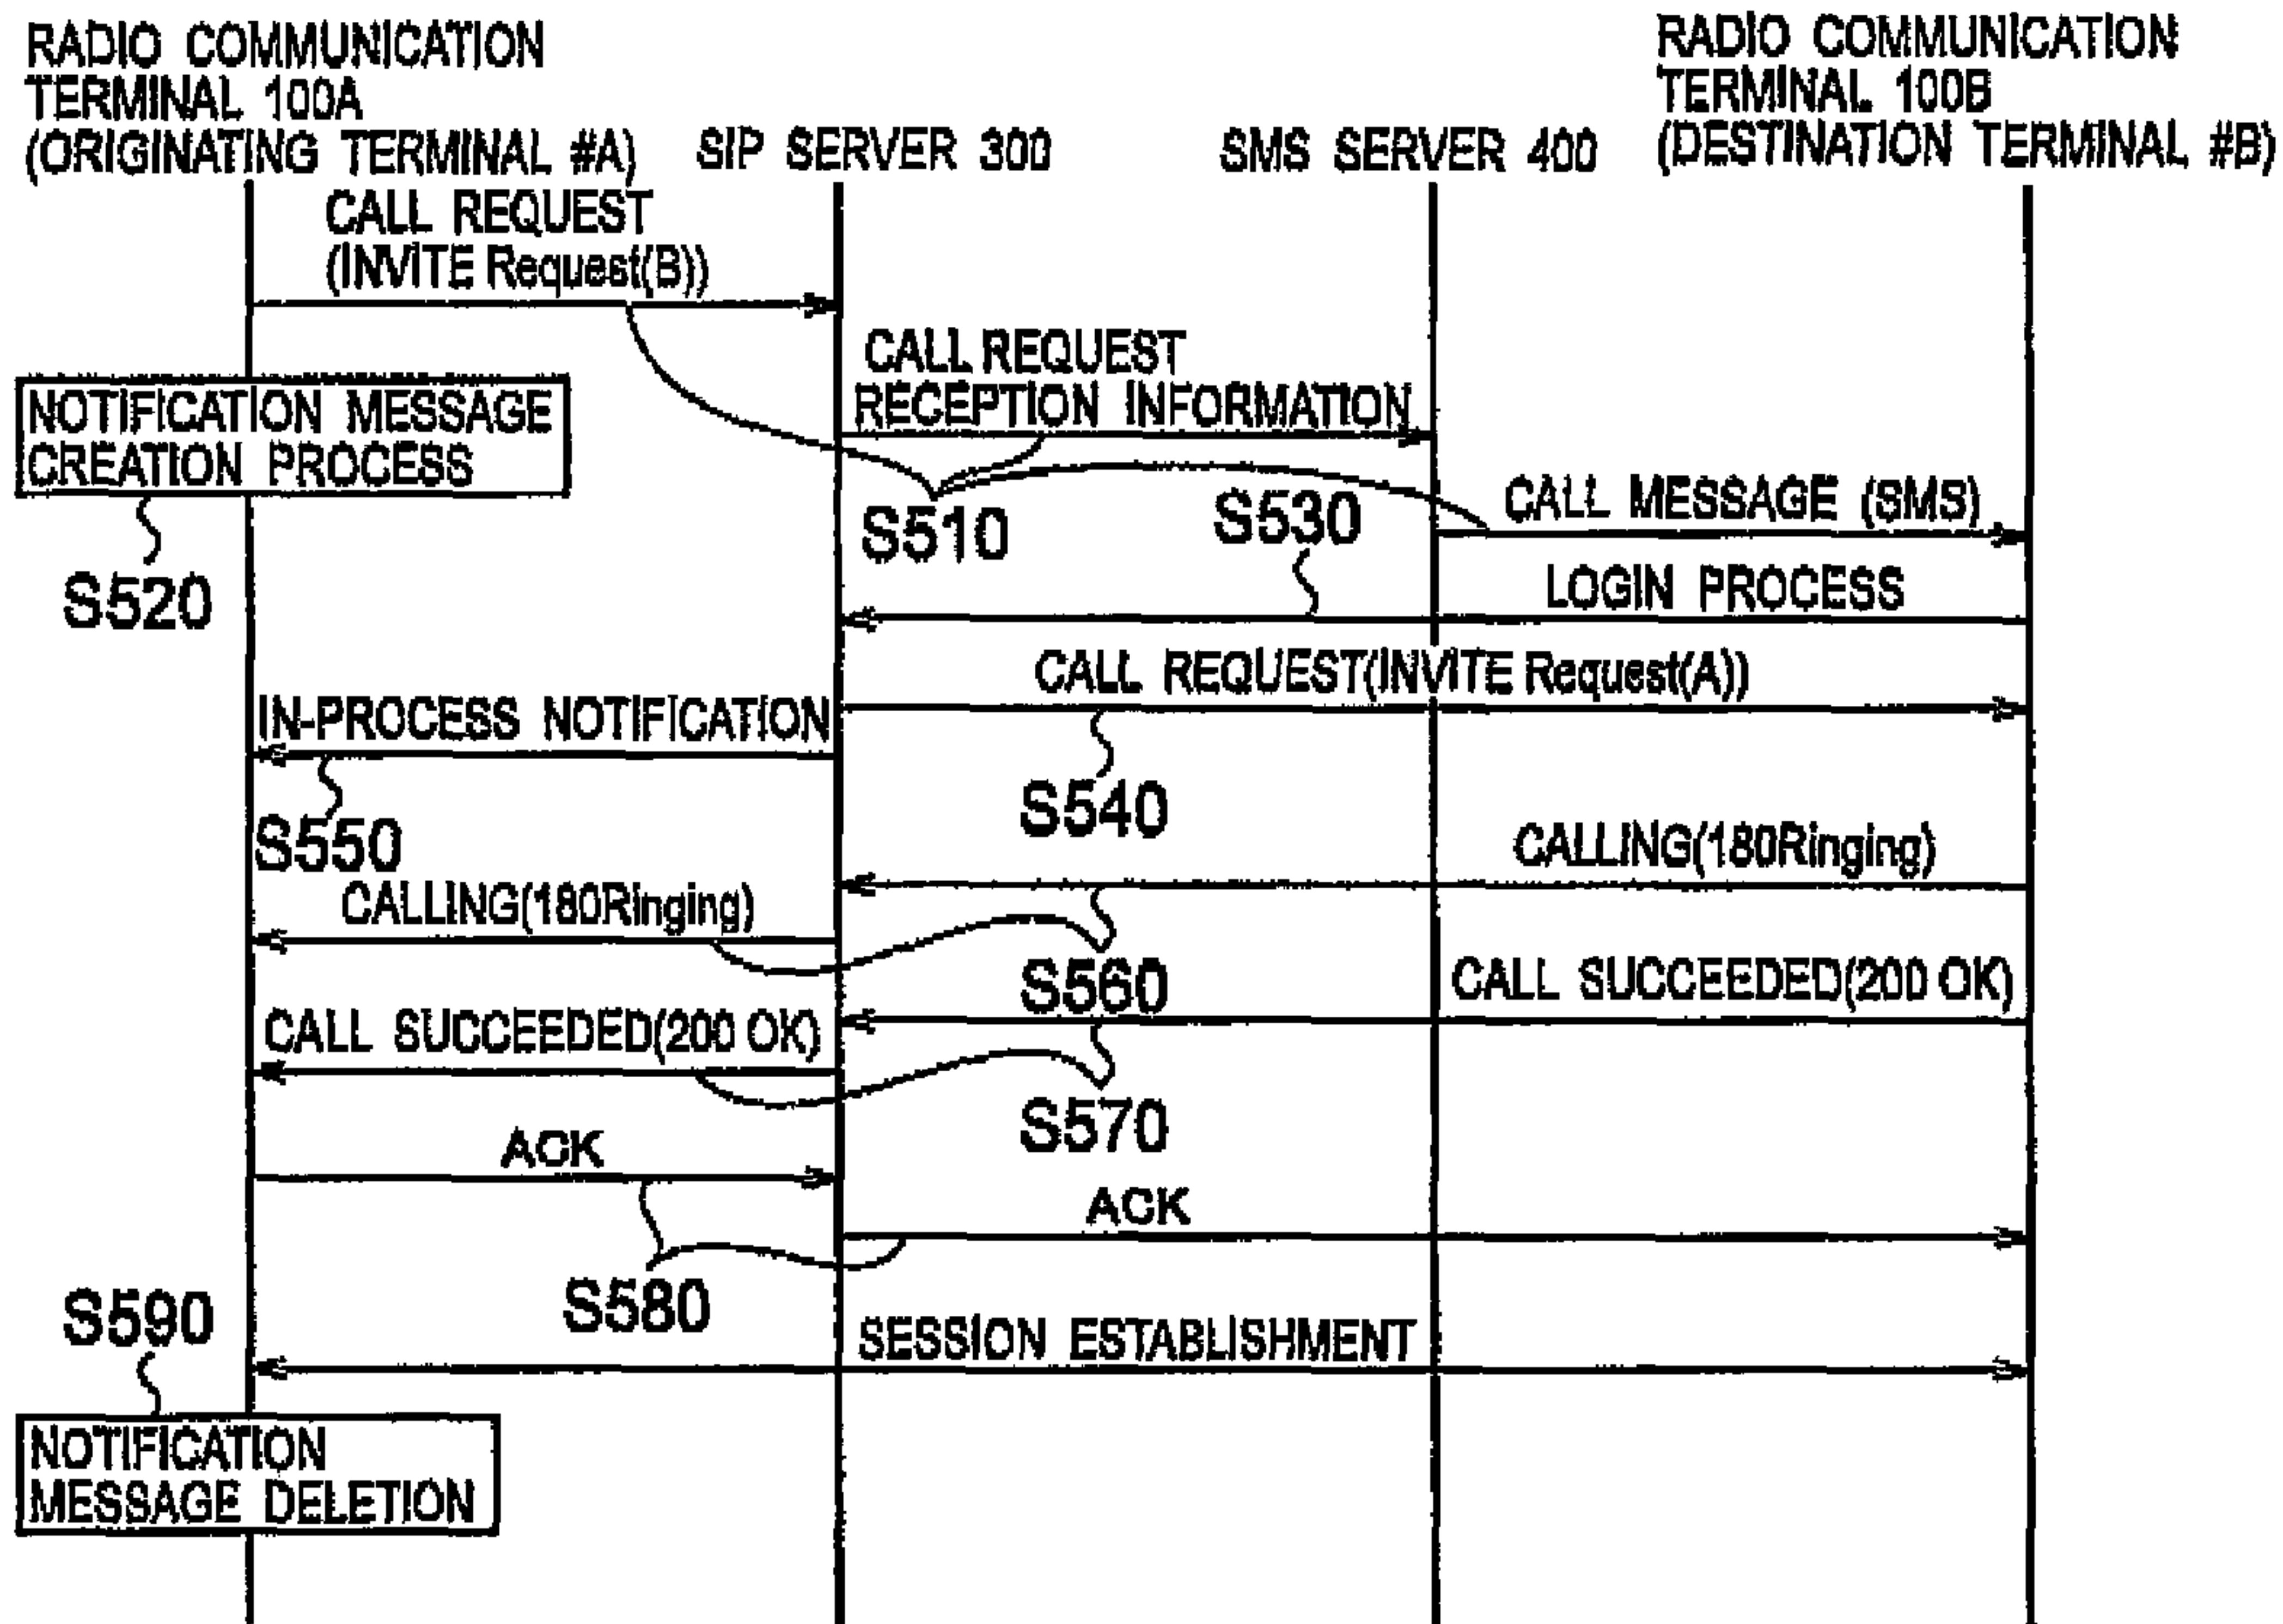 RADIO COMMUNICATION
TERMINAL 100A
(ORIGINATING TERMINAL #A)
SIP SERVER 300
SMS SERVER 400
RADIO COMMUNICATION
TERMINAL 100B
(DESTINATION TERMINAL #B)
CALL REQUEST
(INVITE Request(B))
CALL REQUEST
RECEPTION INFORMATION
NOTIFICATION MESSAGE
CREATION PROCESS
S510
S530
CALL MESSAGE (SMS)
S520
LOGIN PROCESS
CALL REQUEST(INVITE Request(A))
IN-PROCESS NOTIFICATION
S540
S550
CALLING(180Ringing)
CALLING(180Ringing)
S560
CALL SUCCEEDED(200 OK)
CALL SUCCEEDED(200 OK)
S570
ACK
ACK
S580
S590
SESSION ESTABLISHMENT
NOTIFICATION
MESSAGE DELETION